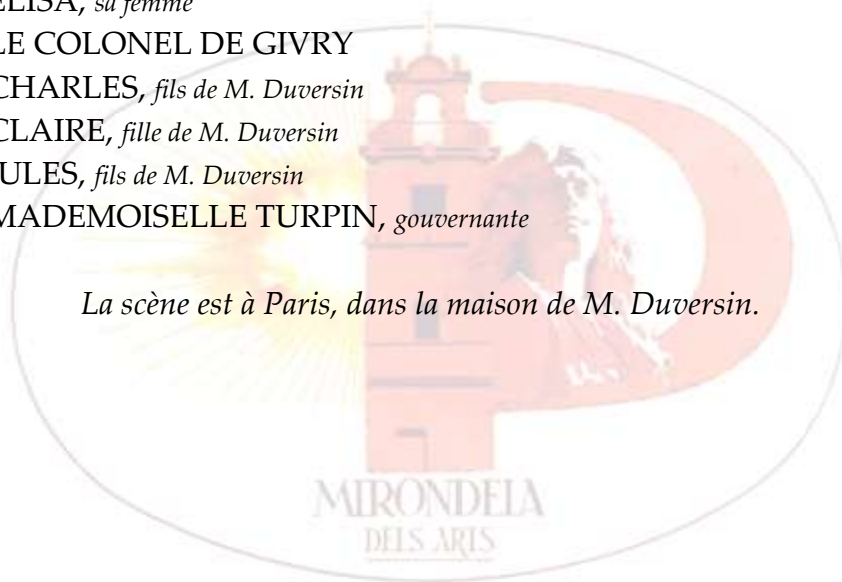 ELISA, sa femme
LE COLONEL DE GIVRY
CHARLES, fils de M. Duversin
CLAIRE, fille de M. Duversin
JULES, fils de M. Duversin
MADEMOISELLE TURPIN, gouvernante
La scène est à Paris, dans la maison de M. Duversin.
MIRONDELA
DELS ARTS